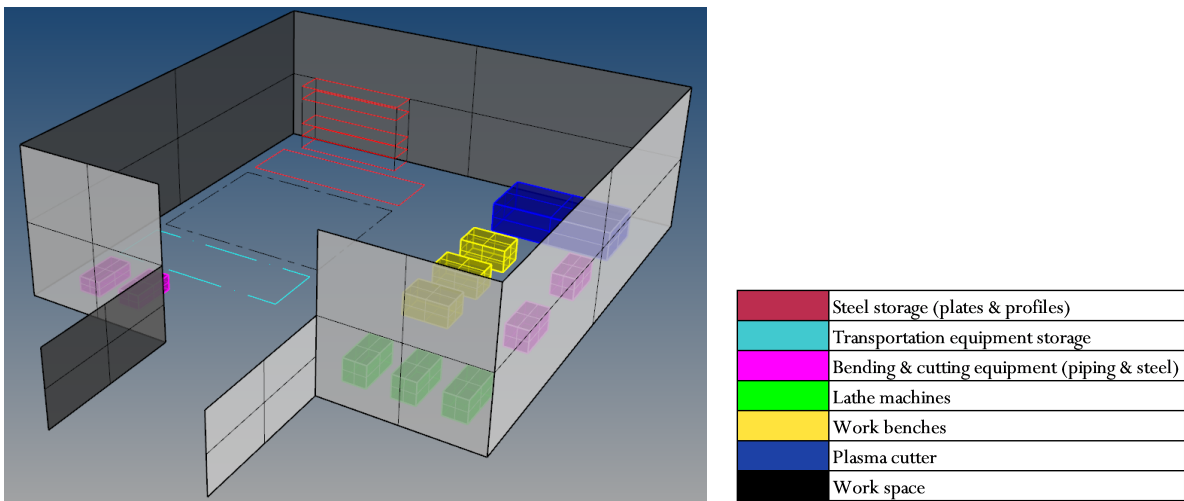 Steel storage (plates & profiles)
Transportation equipment storage
Bending & cutting equipment (piping & steel)
Lathe machines
Work benches
Plasma cutter
Work space